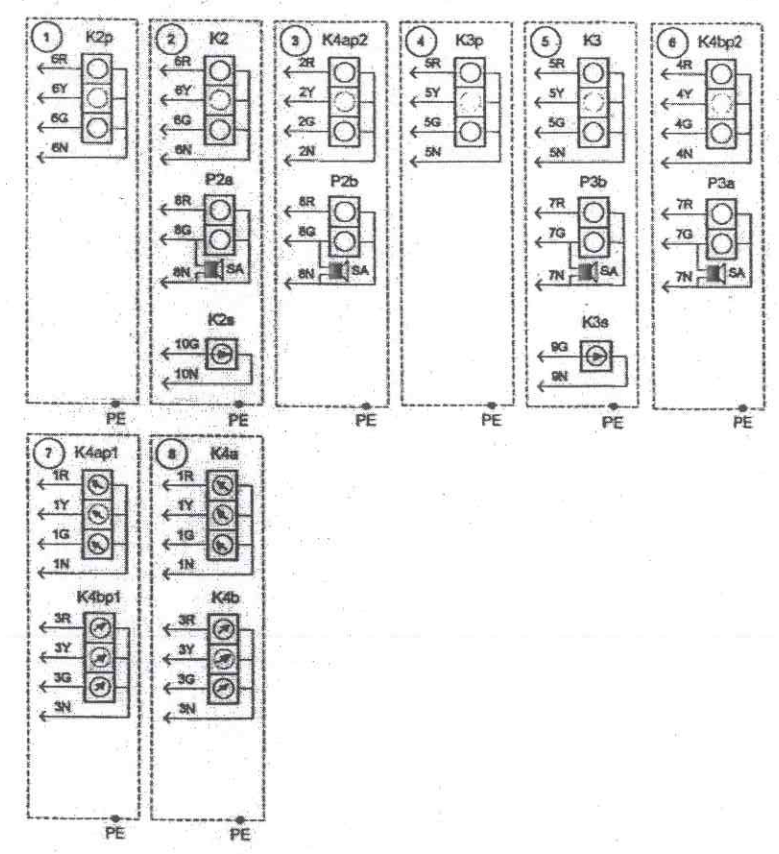 1 K2p
6R
6Y
6G
6N
PE
2 K2
6R
6Y
6G
6N
P2a
8R
8G
SA
8N
K2s
10G
10N
PE
3 K4ap2
2R
2Y
2G
2N
P2b
8R
8G
SA
8N
PE
4 K3p
5R
5Y
5G
5N
PE
5 K3
5R
5Y
5G
5N
P3b
7R
7G
SA
7N
K3s
9G
9N
PE
6 K4bp2
4R
4Y
4G
4N
P3a
7R
7G
SA
7N
PE
7 K4ap1
1R
1Y
1G
1N
K4bp1
3R
3Y
3G
3N
PE
8 K4a
1R
1Y
1G
1N
K4b
3R
3Y
3G
3N
PE